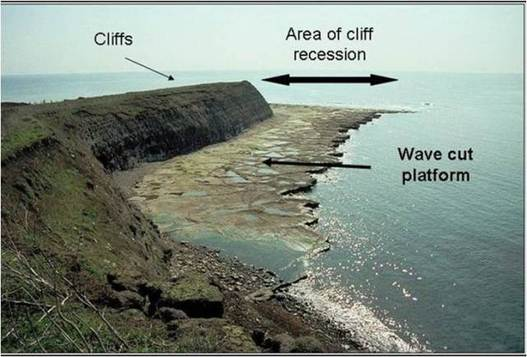 Cliffs
Area of cliff
recession
Wave cut
platform